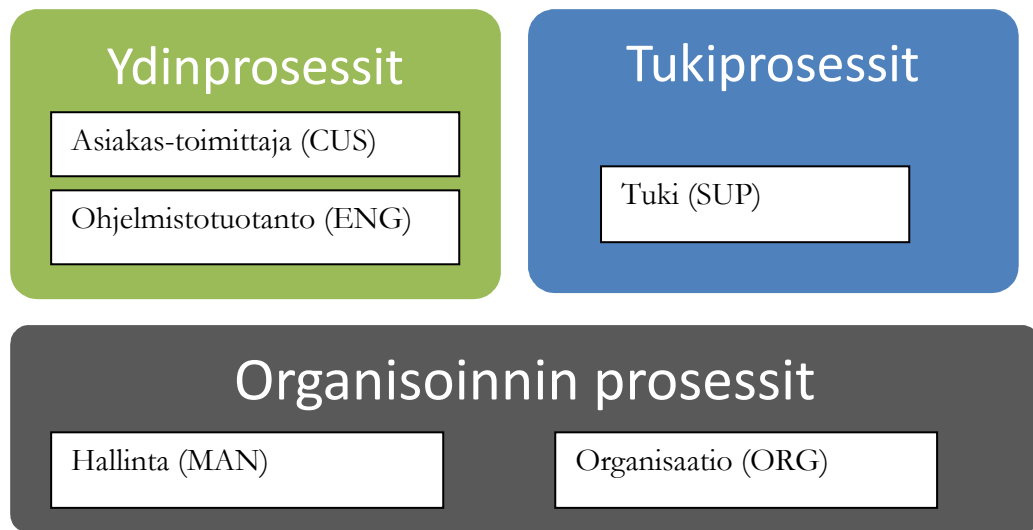 Ydinprosessit
Asiakas-toimittaja (CUS)
Ohjelmistotuotanto (ENG)
Tukiprosessit
Tuki (SUP)
Organisoinnin prosessit
Hallinta (MAN)
Organisaatio (ORG)